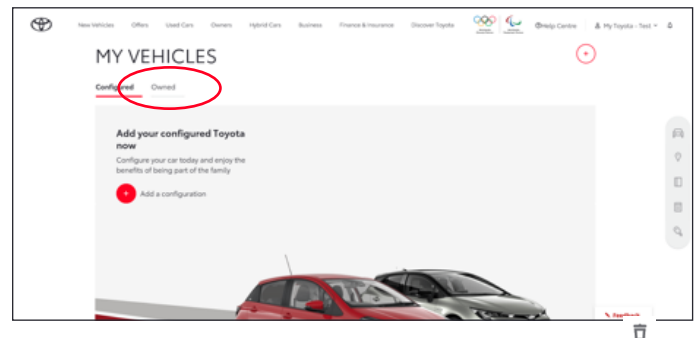 New Vehicles Offers Used Cars Owners Hybrid Cars Business Finance & Insurance Discover Toyota Help Centre My Toyota - Test
MY VEHICLES
Configured Owned
Add your configured Toyota
now
Configure your car today and enjoy the
benefits of being part of the family
Add a configuration
Feedback